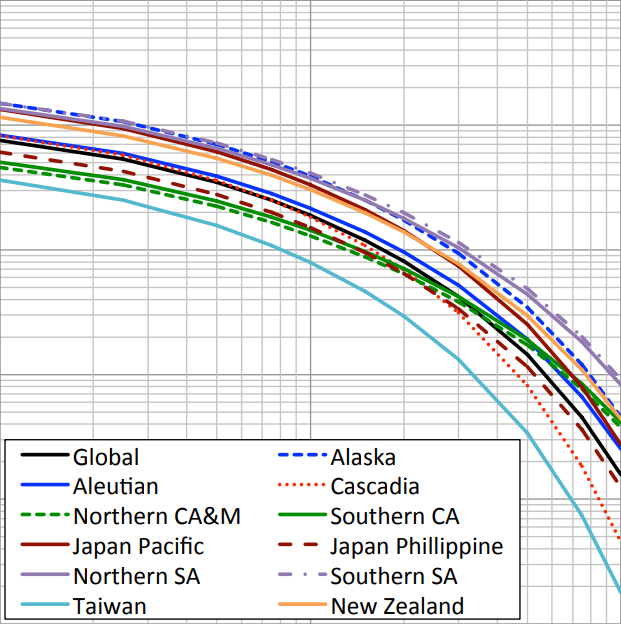 Global Alaska
Aleutian Cascadia
Northern CA&M Southern CA
Japan Pacific Japan Phillippine
Northern SA Southern SA
Taiwan New Zealand